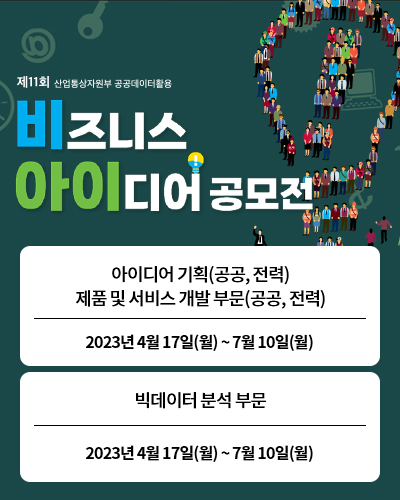 제11회 산업통상자원부 공공데이터활용
비즈니스
아이디어 공모전
아이디어 기획(공공, 전력)
제품 및 서비스 개발 부문(공공, 전력)
2023년 4월 17일(월) ~ 7월 10일(월)
빅데이터 분석 부문
2023년 4월 17일(월) ~ 7월 10일(월)